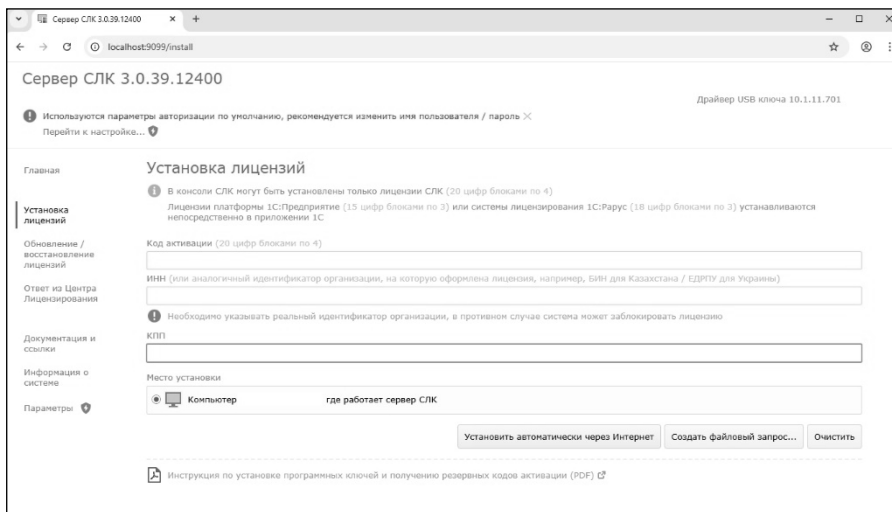 Сервер СЛК 3.0.39.12400
localhost:9099/install
Сервер СЛК 3.0.39.12400
Драйвер USB ключа 10.1.11.701
Используются параметры авторизации по умолчанию, рекомендуется изменить имя пользователя / пароль
Перейти к настройке...
Главная
Установка лицензий
Обновление / восстановление лицензий
Ответ из Центра Лицензирования
Документация и ссылки
Информация о системе
Параметры
Установка лицензий
В консоли СЛК могут быть установлены только лицензии СЛК (20 цифр блоками по 4)
Лицензии платформы 1С:Предприятие (15 цифр блоками по 3) или системы лицензирования 1С:Рарус (18 цифр блоками по 3) устанавливаются
непосредственно в приложении 1С
Код активации (20 цифр блоками по 4)
ИНН (или аналогичный идентификатор организации, на которую оформлена лицензия, например, БИН для Казахстана / ЕДРПУ для Украины)
Необходимо указывать реальный идентификатор организации, в противном случае система может заблокировать лицензию
КПП
Место установки
Компьютер где работает сервер СЛК
Установить автоматически через Интернет
Создать файловый запрос...
Очистить
Инструкция по установке программных ключей и получению резервных кодов активации (PDF)